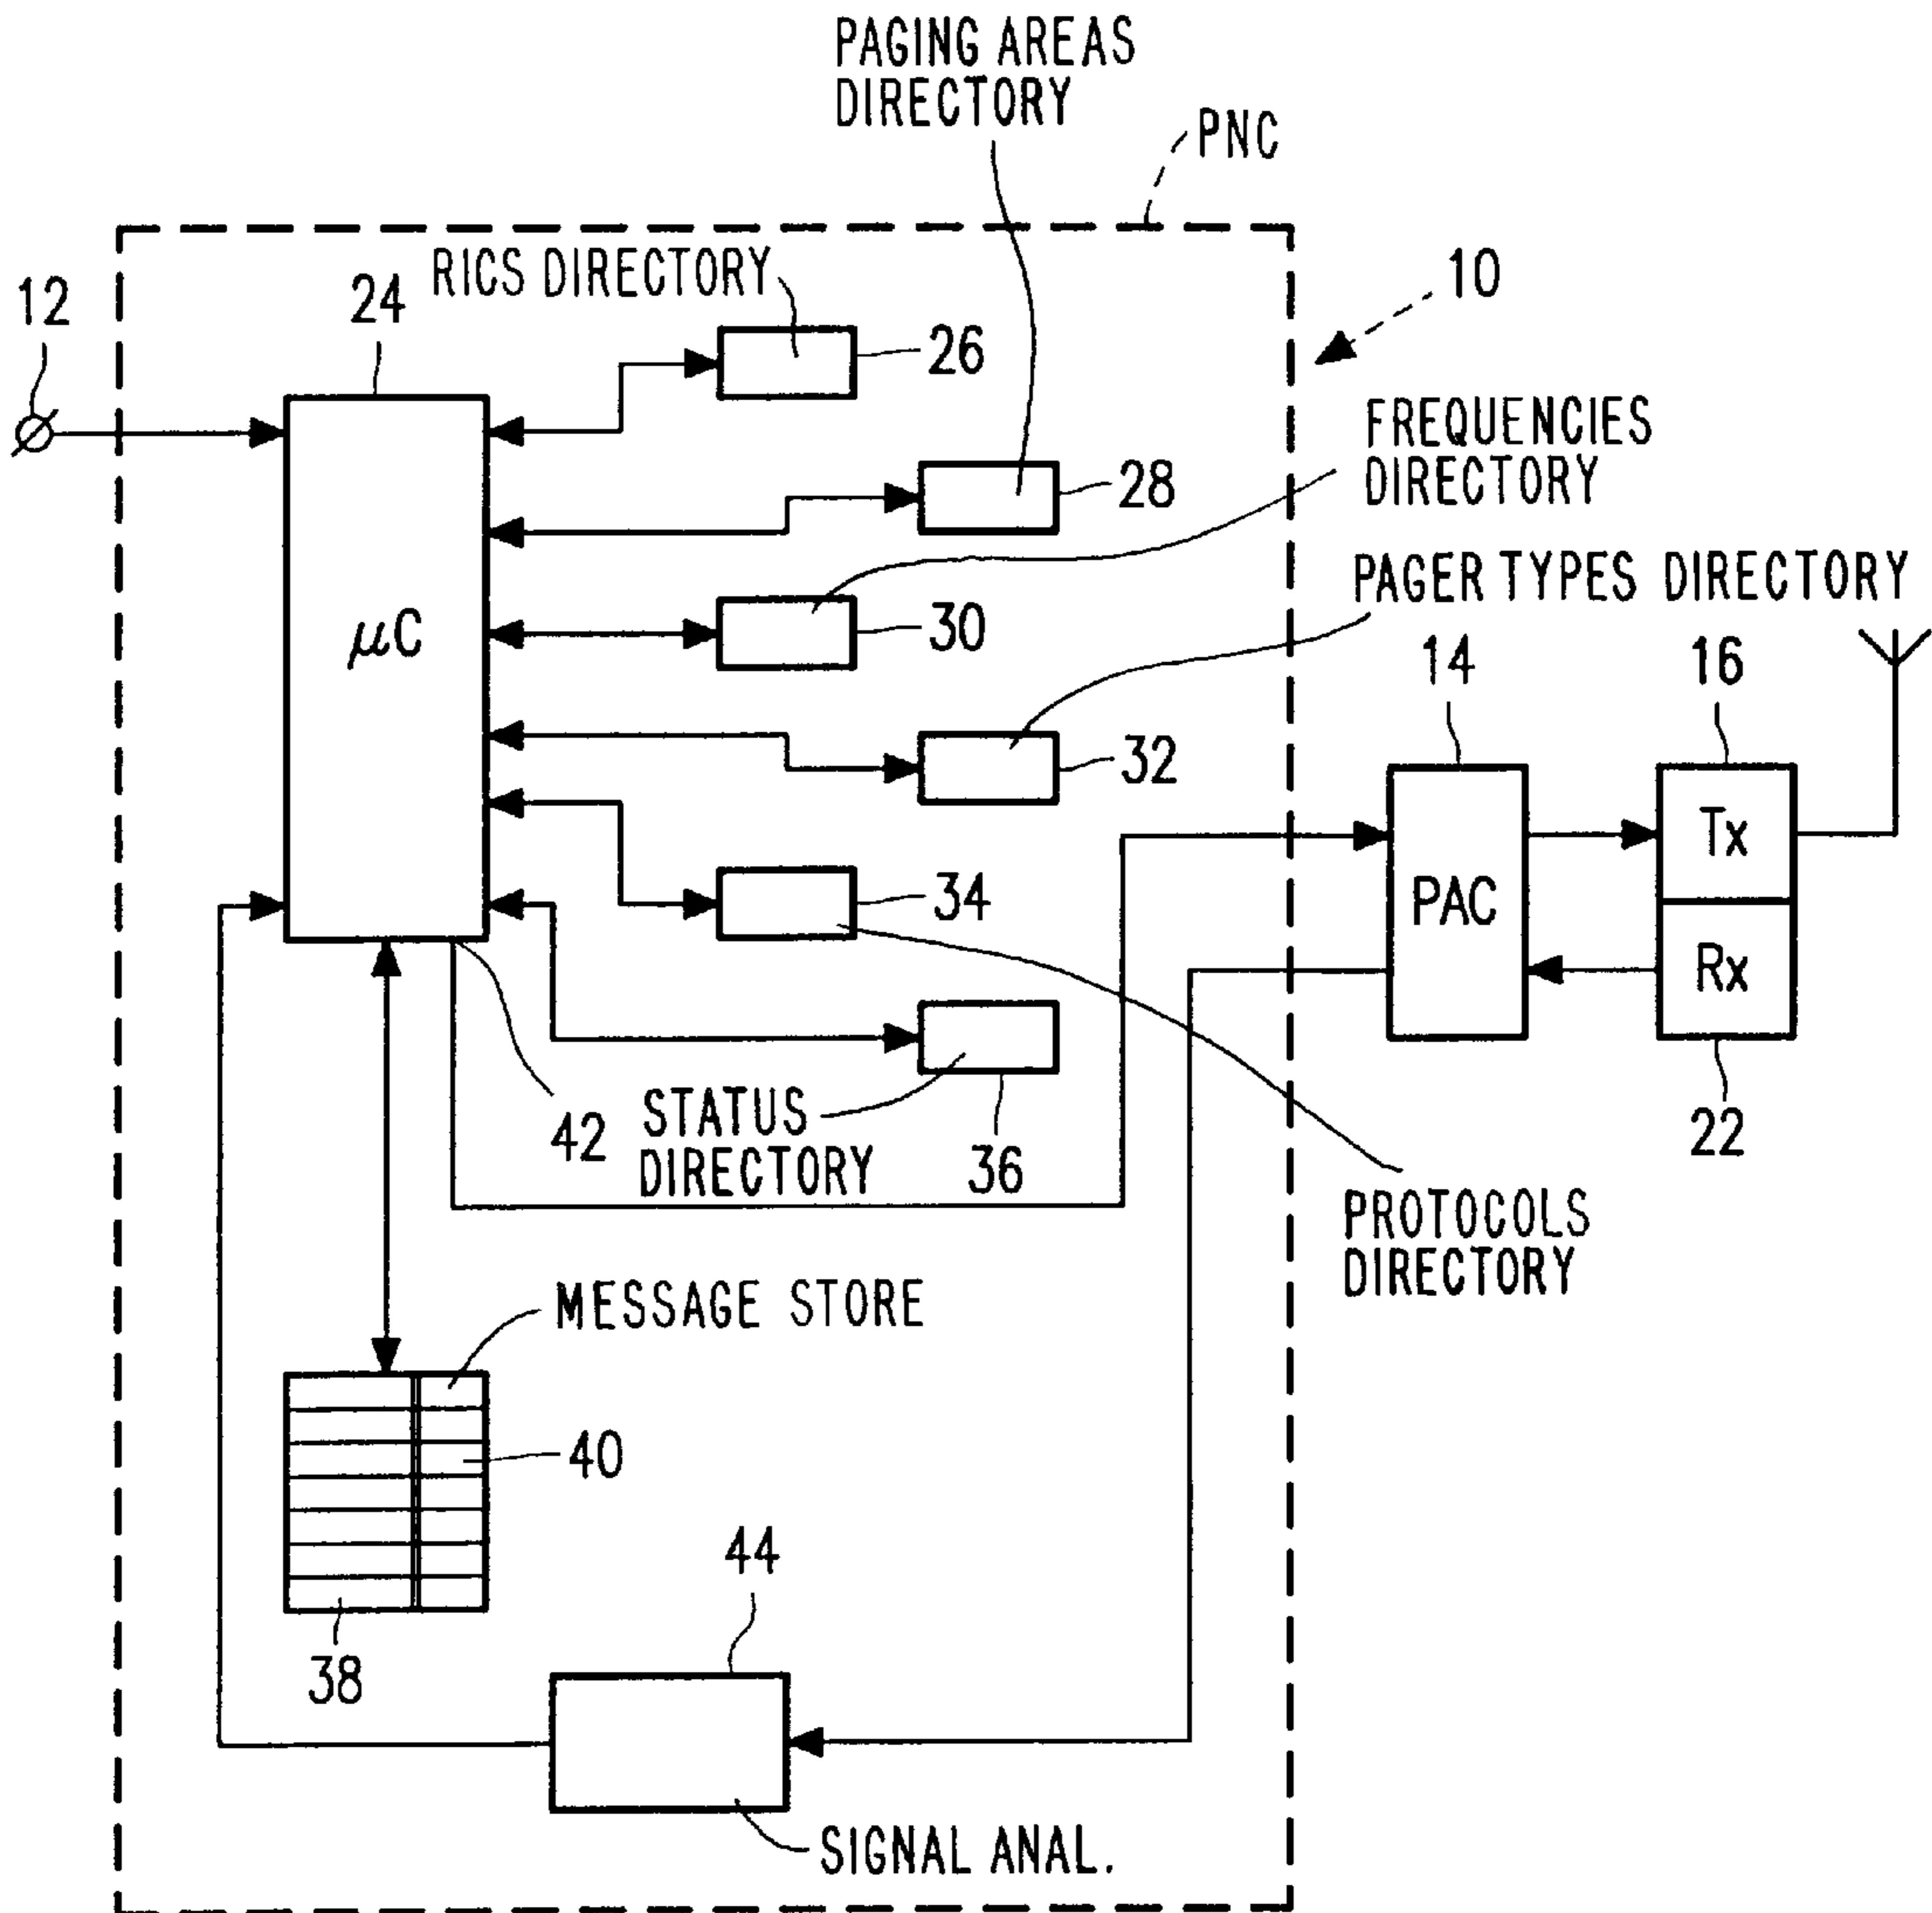 PAGING AREAS
DIRECTORY
PNC
RICS DIRECTORY
10
12
24
26
FREQUENCIES
DIRECTORY
28
PAGER TYPES DIRECTORY
μC
30
14
16
32
Tx
PAC
34
Rx
42
STATUS
DIRECTORY
36
22
PROTOCOLS
DIRECTORY
MESSAGE STORE
40
44
38
SIGNAL ANAL.